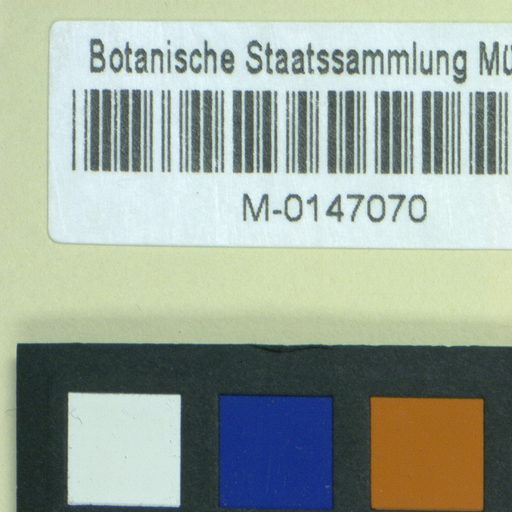 Botanische Staatssammlung Mü
M-0147070